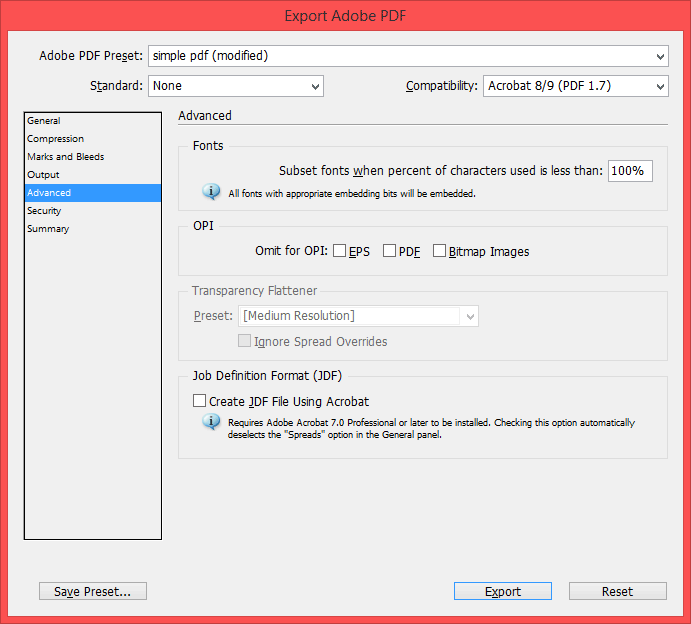 Export Adobe PDF
Adobe PDF Preset: simple pdf (modified)
Standard: None Compatibility: Acrobat 8/9 (PDF 1.7)
General
Compression
Marks and Bleeds
Output
Advanced
Security
Summary
Advanced
Fonts
Subset fonts when percent of characters used is less than: 100%
All fonts with appropriate embedding bits will be embedded.
OPI
Omit for OPI: EPS PDF Bitmap Images
Transparency Flattener
Preset: [Medium Resolution]
Ignore Spread Overrides
Job Definition Format (JDF)
Create JDF File Using Acrobat
Requires Adobe Acrobat 7.0 Professional or later to be installed. Checking this option automatically
deselects the "Spreads" option in the General panel.
Save Preset... Export Reset